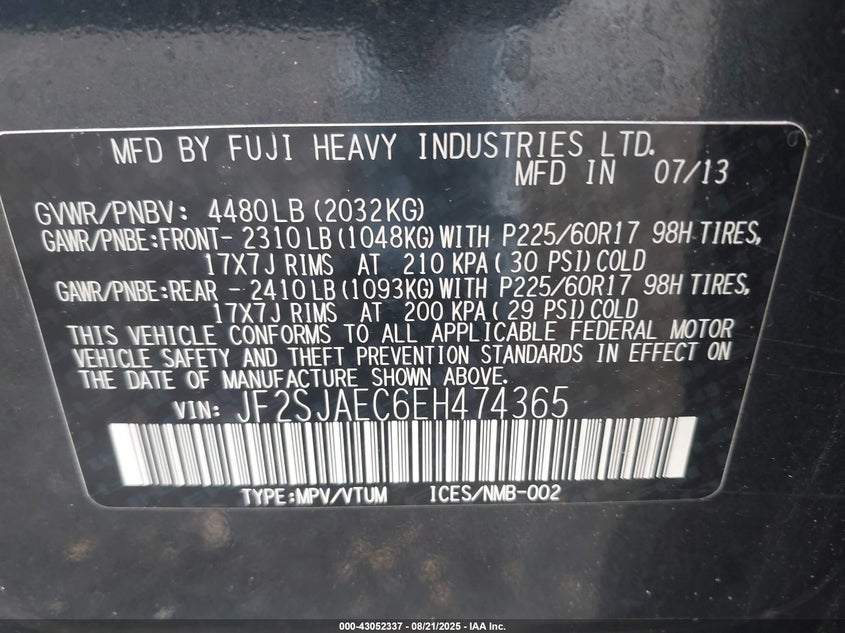 MFD BY FUJI HEAVY INDUSTRIES LTD.
MFD IN 07/13
GVWR/PNBV: 4480LB (2032KG)
GAWR/PNBE:FRONT- 2310LB (1048KG) WITH P225/60R17 98H TIRES,
17X7J RIMS AT 210 KPA ( 30 PSI) COLD
GAWR/PNBE:REAR - 2410LB (1093KG) WITH P225/60R17 98H TIRES,
17X7J RIMS AT 200 KPA ( 29 PSI) COLD
THIS VEHICLE CONFORMS TO ALL APPLICABLE FEDERAL MOTOR
VEHICLE SAFETY AND THEFT PREVENTION STANDARDS IN EFFECT ON
THE DATE OF MANUFACTURE SHOWN ABOVE.
VIN: JF2SJAEC6EH474365
TYPE:MPV/VTUM ICES/NMB-002
000-43052337 - 08/21/2025 - IAA Inc.